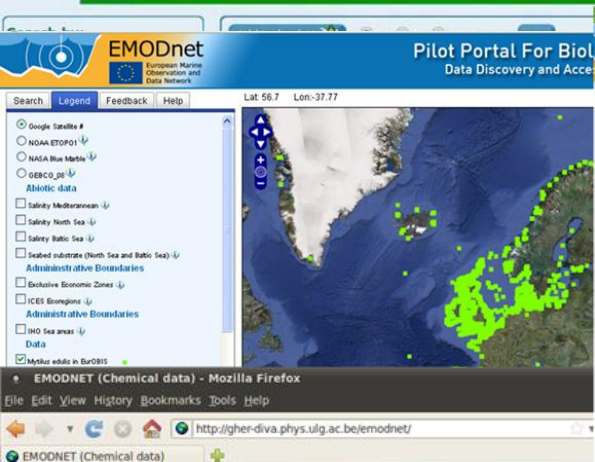 EMODnet
European Marine
Observation and
Data Network
Pilot Portal For Biol
Data Discovery and Acce
Search Legend Feedback Help
Lat: 56.7 Lon:-37.77
Google Satellite #
NOAA ETOPO1
NASA Blue Marble
GEBCO_08
Abiotic data
Salinity Mediterranean
Salinity North Sea
Salinty Baltic Sea
Seabed substrate (North Sea and Baltic Sea)
Admininstrative Boundaries
Exclusive Economic Zones
ICES Ecoregions
Administrative Boundaries
IHO Sea areas
Data
Mytilus edulis in EurOBIS
EMODNET (Chemical data) - Mozilla Firefox
File Edit View History Bookmarks Tools Help
http://gher-diva.phys.ulg.ac.be/emodnet/
EMODNET (Chemical data)